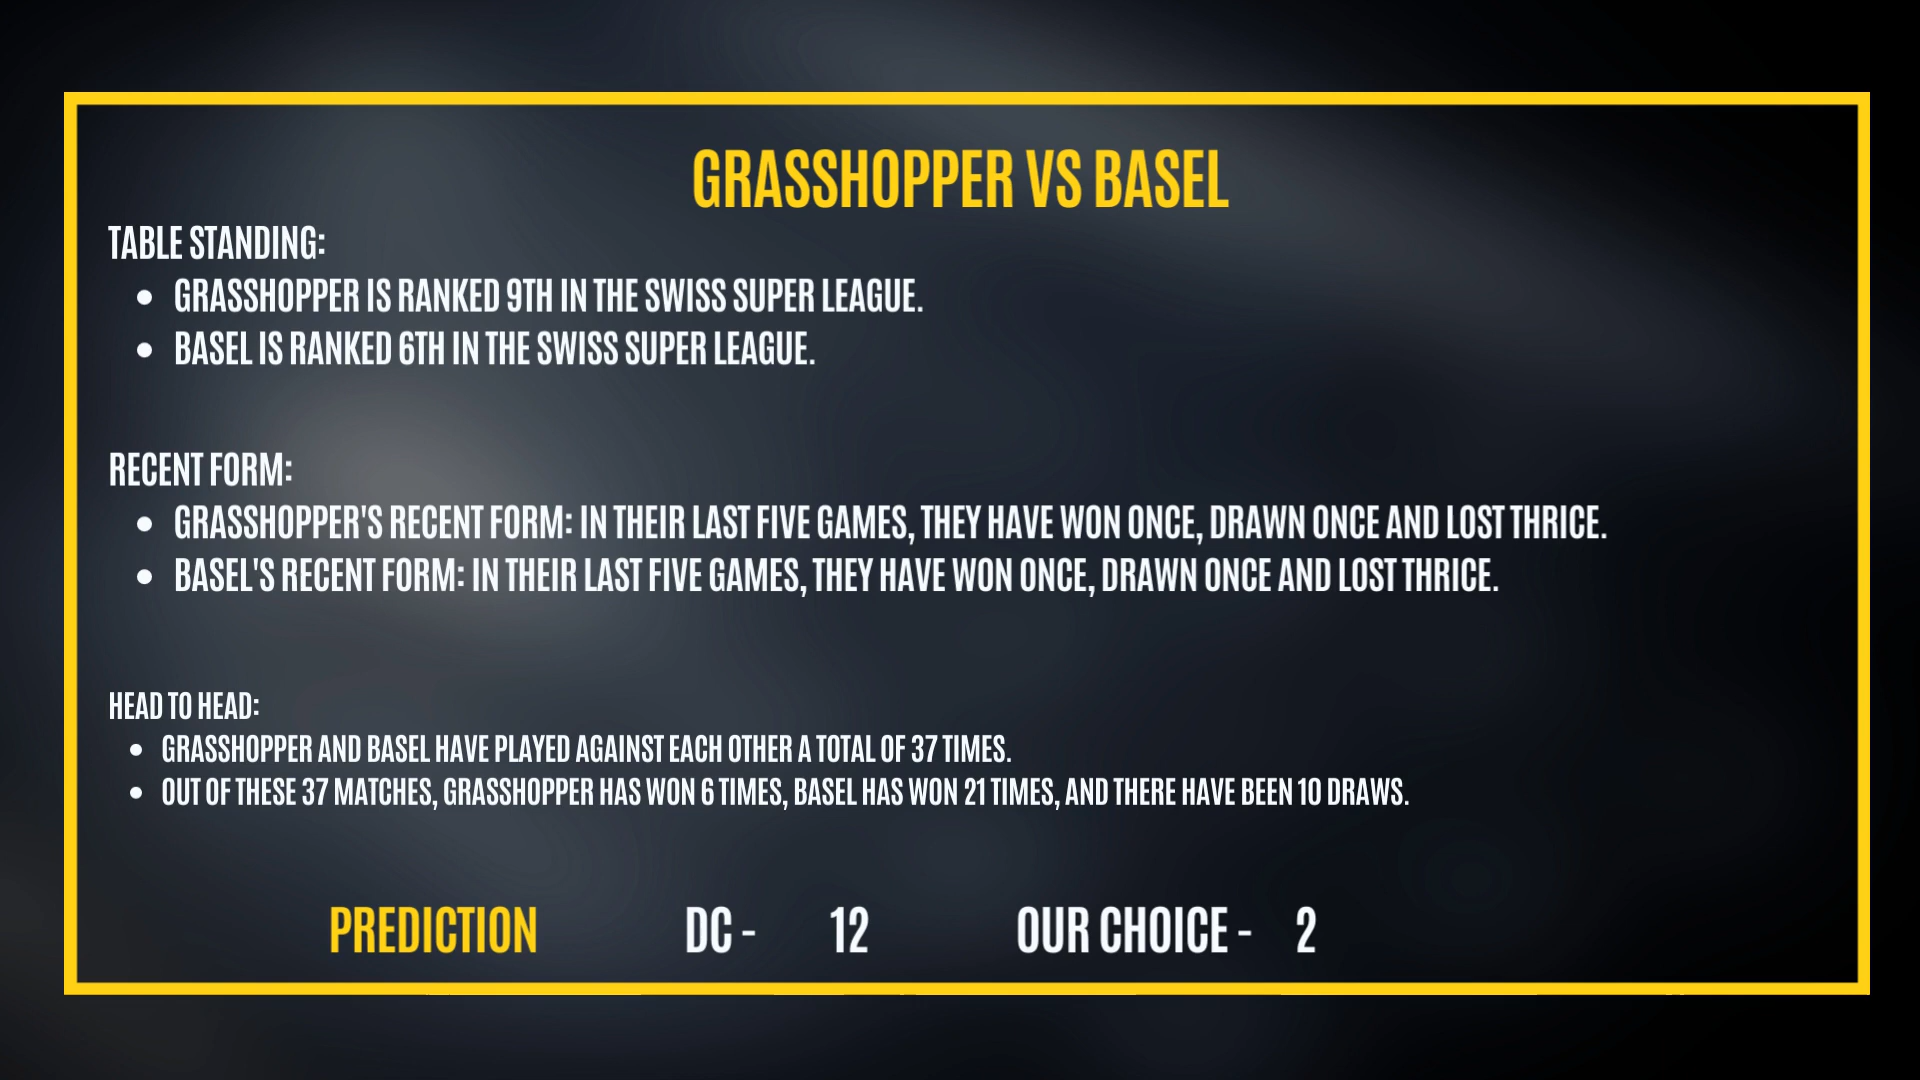 GRASSHOPPER VS BASEL
TABLE STANDING:
• GRASSHOPPER IS RANKED 9TH IN THE SWISS SUPER LEAGUE.
• BASEL IS RANKED 6TH IN THE SWISS SUPER LEAGUE.
RECENT FORM:
• GRASSHOPPER'S RECENT FORM: IN THEIR LAST FIVE GAMES, THEY HAVE WON ONCE, DRAWN ONCE AND LOST THRICE.
• BASEL'S RECENT FORM: IN THEIR LAST FIVE GAMES, THEY HAVE WON ONCE, DRAWN ONCE AND LOST THRICE.
HEAD TO HEAD:
• GRASSHOPPER AND BASEL HAVE PLAYED AGAINST EACH OTHER A TOTAL OF 37 TIMES.
• OUT OF THESE 37 MATCHES, GRASSHOPPER HAS WON 6 TIMES, BASEL HAS WON 21 TIMES, AND THERE HAVE BEEN 10 DRAWS.
PREDICTION DC - 12 OUR CHOICE - 2